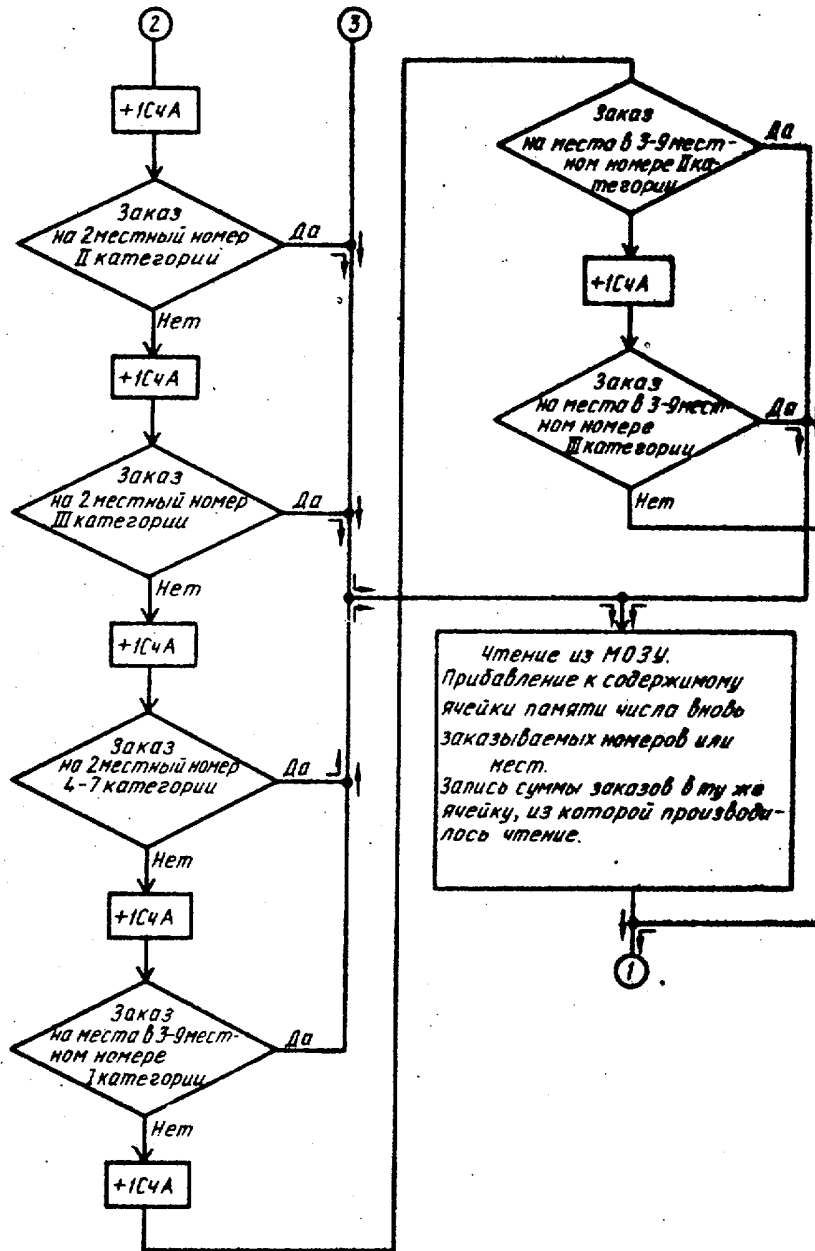 2
3
+1СчА
Заказ
на 2местный номер
II категории
Да
Нет
+1СчА
Заказ
на 2местный номер
III категории
Да
Нет
+1СчА
Заказ
на 2местный номер
4-7 категории
Да
Нет
+1СчА
Заказ
на места в 3-9мест-
ном номере
I категории
Да
Нет
+1СчА
Заказ
на места в 3-9мест-
ном номере II ка-
тегории
Да
+1СчА
Заказ
на места в 3-9мест-
ном номере
III категории
Да
Нет
Чтение из МОЗУ.
Прибавление к содержимому
ячейки памяти числа вновь
заказываемых номеров или
мест.
Запись суммы заказов в ту же
ячейку, из которой производи-
лось чтение.
1